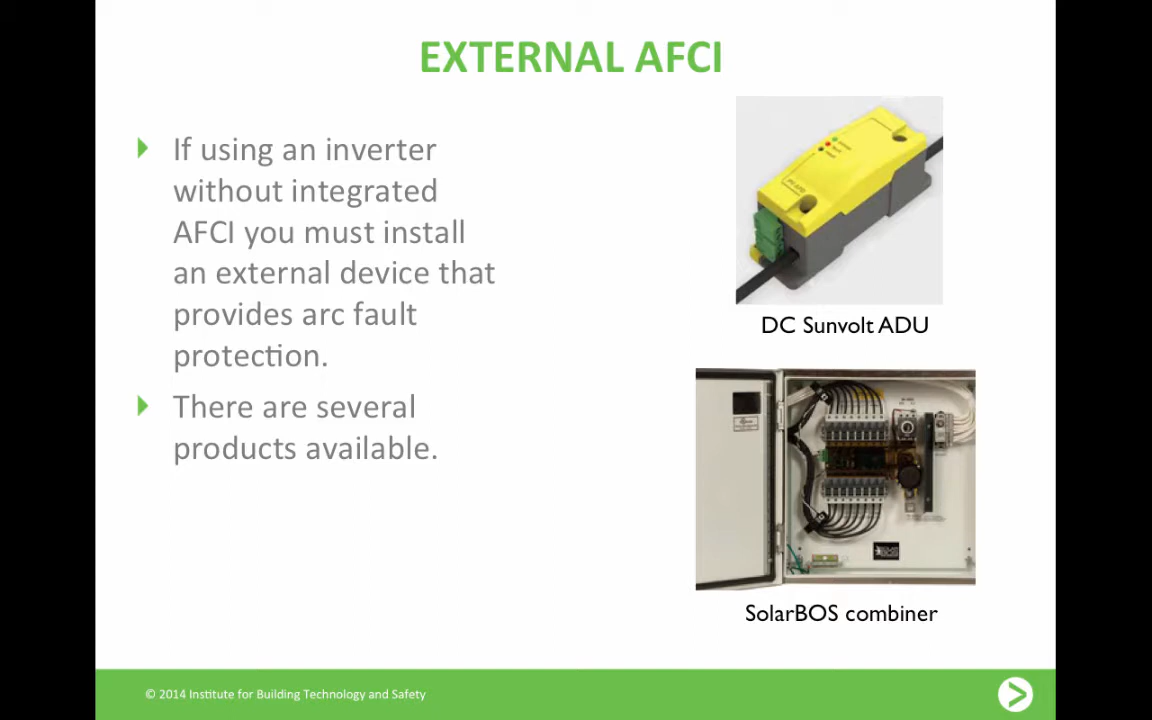 EXTERNAL AFCI
If using an inverter
without integrated
AFCI you must install
an external device that
provides arc fault
protection.
There are several
products available.
DC Sunvolt ADU
SolarBOS combiner
© 2014 Institute for Building Technology and Safety